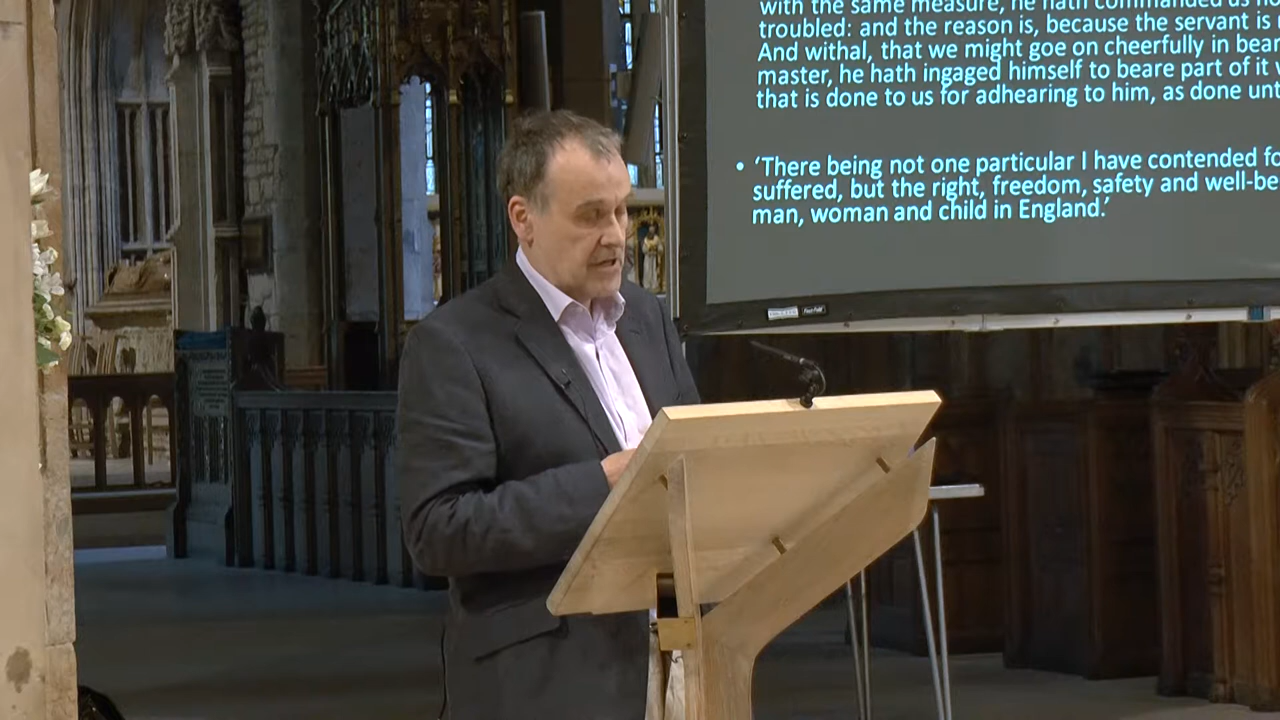 with the same measure, he hath commanded us no
troubled: and the reason is, because the servant is
And withal, that we might goe on cheerfully in bear
master, he hath ingaged himself to beare part of it
that is done to us for adhearing to him, as done unt
• ‘There being not one particular I have contended fo
suffered, but the right, freedom, safety and well-be
man, woman and child in England.’